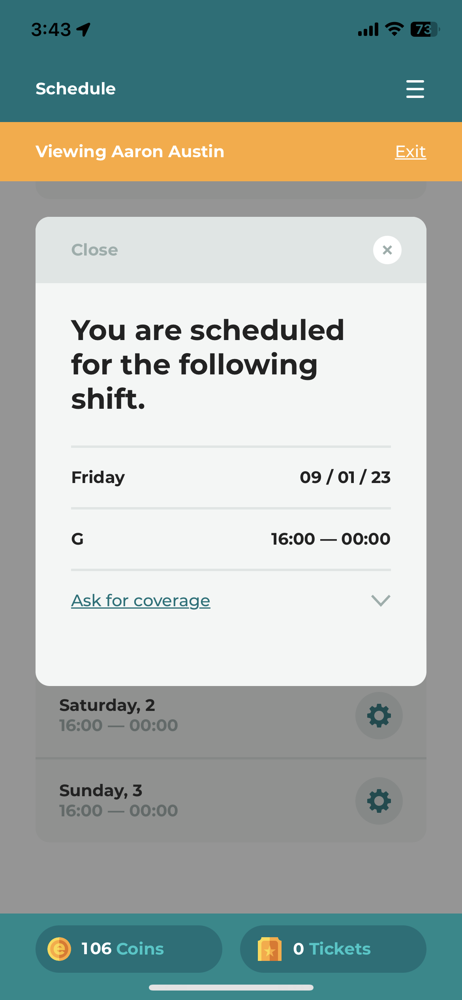 3:43
73
Schedule
Viewing Aaron Austin Exit
Close
You are scheduled
for the following
shift.
Friday 09 / 01 / 23
G 16:00 — 00:00
Ask for coverage
Saturday, 2
16:00 — 00:00
Sunday, 3
16:00 — 00:00
106 Coins 0 Tickets